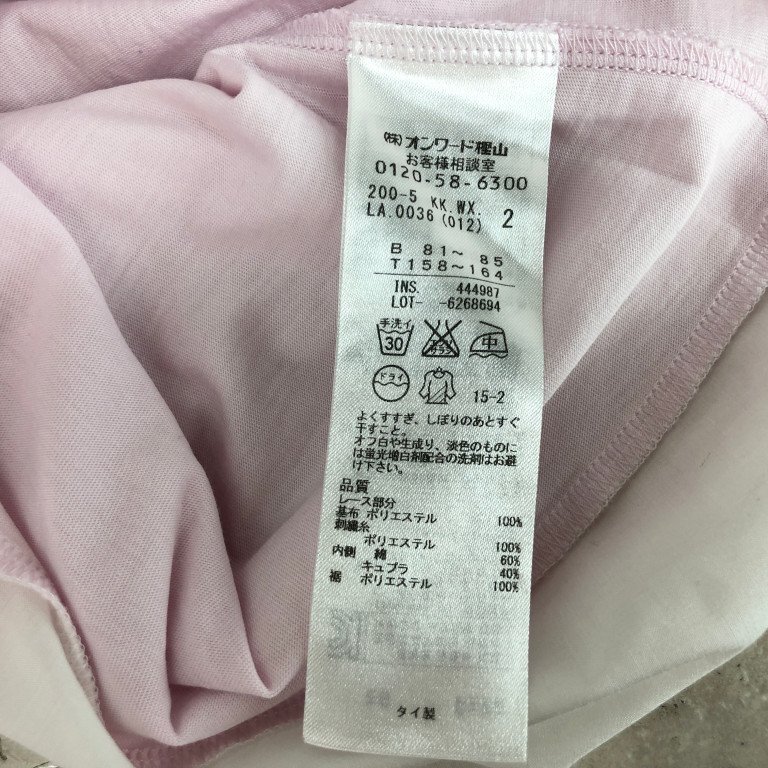 ㈱オンワード樫山
お客様相談室
0120-58-6300
200-5 KK.WX. 2
LA.0036 (012)
B 81～ 85
T158～164
INS. 444987
LOT- -6268694
手洗イ 30 中
ドライ 15-2
よくすすぎ、しぼりのあとすぐ
干すこと。
オフ白や生成り、淡色のものに
は蛍光増白剤配合の洗剤はお避
け下さい。
品質
レース部分
基布 ポリエステル 100%
刺繍糸
ポリエステル 100%
内側 綿 60%
キュプラ 40%
裾 ポリエステル 100%
タイ製